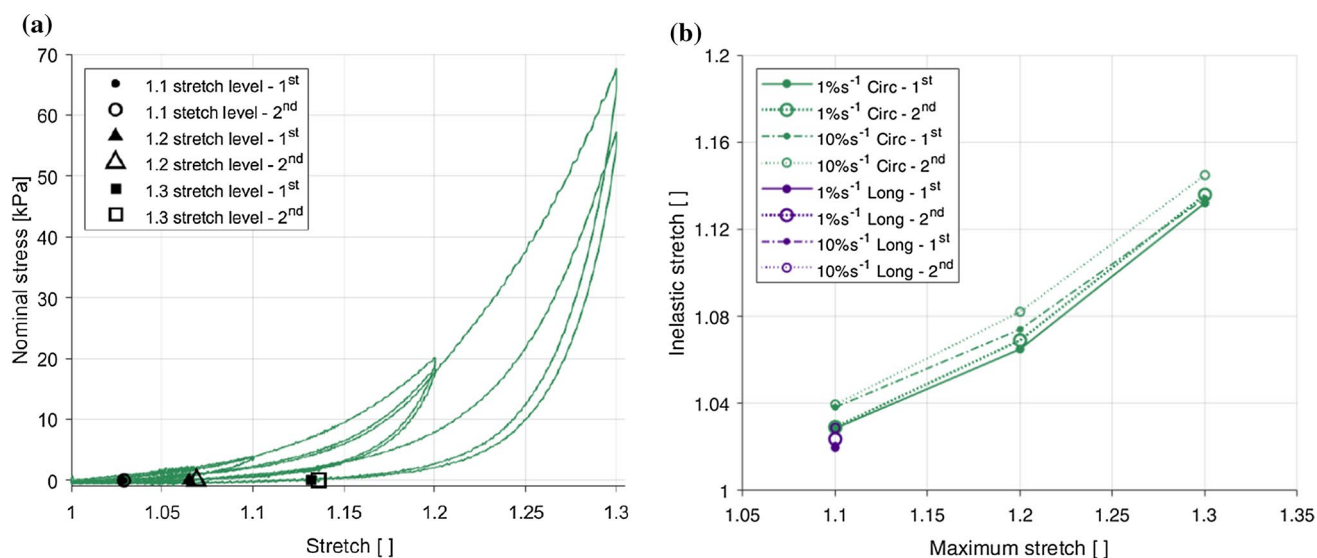 (a)
70
60
50
40
30
20
10
0
Nominal stress [kPa]
1.1 stretch level - 1st
1.1 stetch level - 2nd
1.2 stretch level - 1st
1.2 stretch level - 2nd
1.3 stretch level - 1st
1.3 stretch level - 2nd
1
1.05
1.1
1.15
1.2
1.25
1.3
Stretch [ ]
(b)
1.2
1.16
1.12
1.08
1.04
1
Inelastic stretch [ ]
1%s-1 Circ - 1st
1%s-1 Circ - 2nd
10%s-1 Circ - 1st
10%s-1 Circ - 2nd
1%s-1 Long - 1st
1%s-1 Long - 2nd
10%s-1 Long - 1st
10%s-1 Long - 2nd
1.05
1.1
1.15
1.2
1.25
1.3
1.35
Maximum stretch [ ]